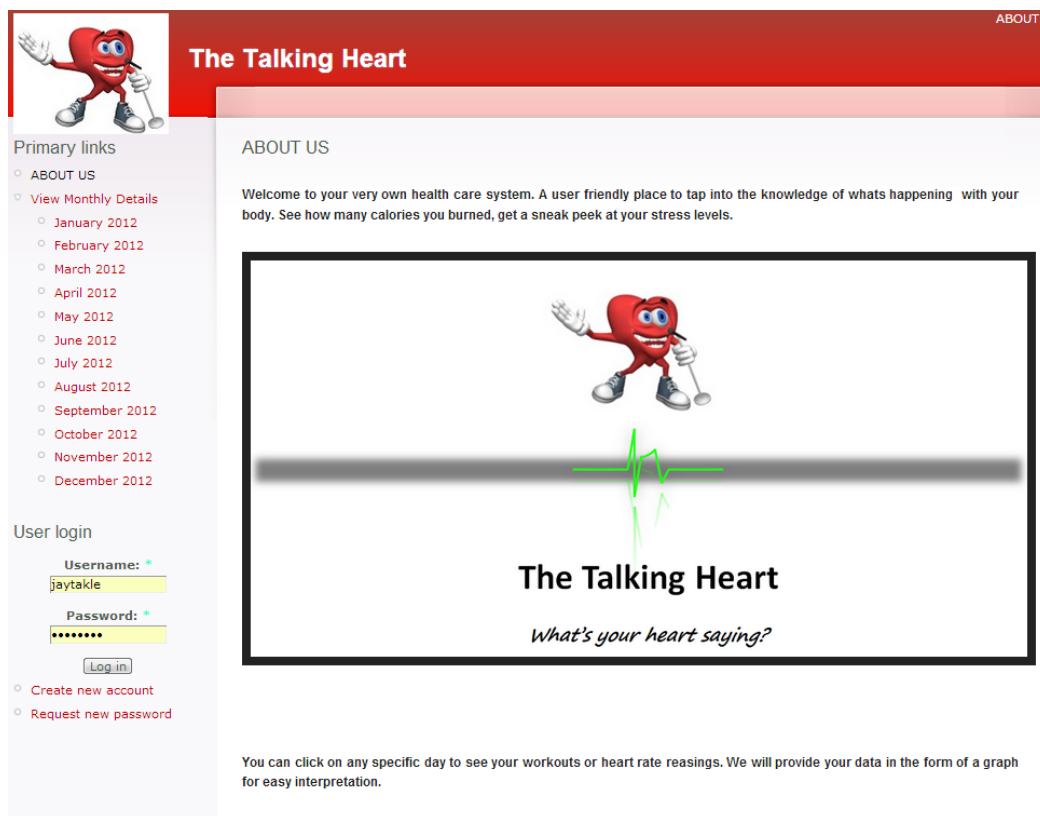 ABOUT
The Talking Heart
Primary links
ABOUT US
View Monthly Details
January 2012
February 2012
March 2012
April 2012
May 2012
June 2012
July 2012
August 2012
September 2012
October 2012
November 2012
December 2012
User login
Username: *
jaytakle
Password: *
••••••••
Log in
Create new account
Request new password
ABOUT US
Welcome to your very own health care system. A user friendly place to tap into the knowledge of whats happening with your
body. See how many calories you burned, get a sneak peek at your stress levels.
The Talking Heart
What's your heart saying?
You can click on any specific day to see your workouts or heart rate reasings. We will provide your data in the form of a graph
for easy interpretation.